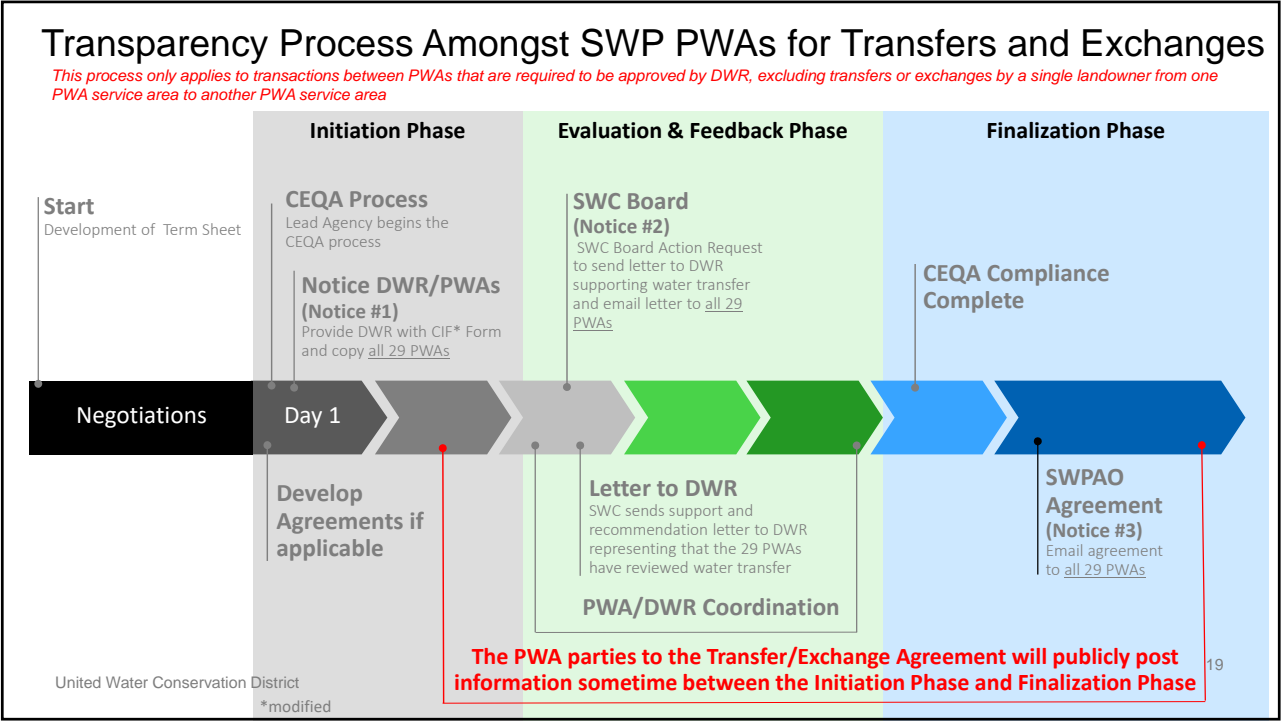 Transparency Process Amongst SWP PWAs for Transfers and Exchanges
This process only applies to transactions between PWAs that are required to be approved by DWR, excluding transfers or exchanges by a single landowner from one
PWA service area to another PWA service area
Initiation Phase
Evaluation & Feedback Phase
Finalization Phase
Start
Development of Term Sheet
CEQA Process
Lead Agency begins the
CEQA process
Notice DWR/PWAs
(Notice #1)
Provide DWR with CIF* Form
and copy all 29 PWAs
SWC Board
(Notice #2)
SWC Board Action Request
to send letter to DWR
supporting water transfer
and email letter to all 29
PWAs
CEQA Compliance
Complete
Negotiations
Day 1
Develop
Agreements if
applicable
Letter to DWR
SWC sends support and
recommendation letter to DWR
representing that the 29 PWAs
have reviewed water transfer
PWA/DWR Coordination
SWPAO
Agreement
(Notice #3)
Email agreement
to all 29 PWAs
The PWA parties to the Transfer/Exchange Agreement will publicly post
information sometime between the Initiation Phase and Finalization Phase
19
United Water Conservation District
*modified